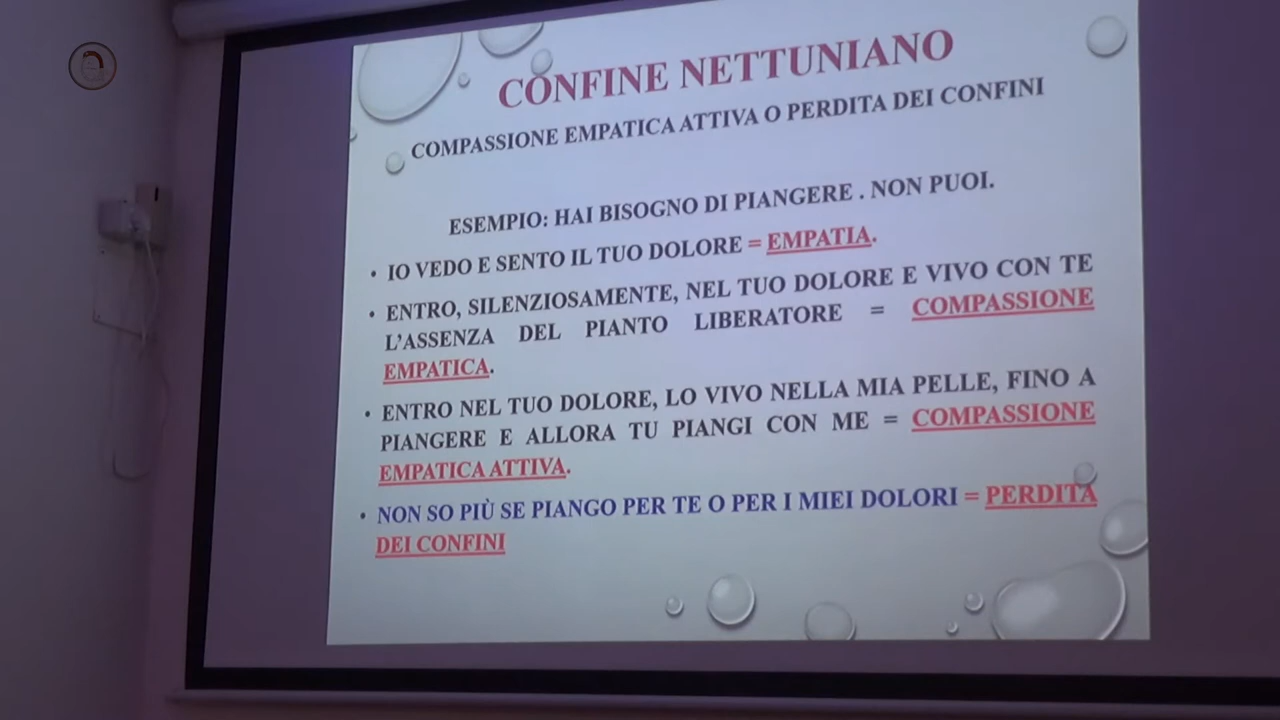 CONFINE NETTUNIANO
COMPASSIONE EMPATICA ATTIVA O PERDITA DEI CONFINI
ESEMPIO: HAI BISOGNO DI PIANGERE . NON PUOI.
• IO VEDO E SENTO IL TUO DOLORE = EMPATIA.
• ENTRO, SILENZIOSAMENTE, NEL TUO DOLORE E VIVO CON TE
L'ASSENZA DEL PIANTO LIBERATORE = COMPASSIONE
EMPATICA.
• ENTRO NEL TUO DOLORE, LO VIVO NELLA MIA PELLE, FINO A
PIANGERE E ALLORA TU PIANGI CON ME = COMPASSIONE
EMPATICA ATTIVA.
• NON SO PIÙ SE PIANGO PER TE O PER I MIEI DOLORI = PERDITA
DEI CONFINI